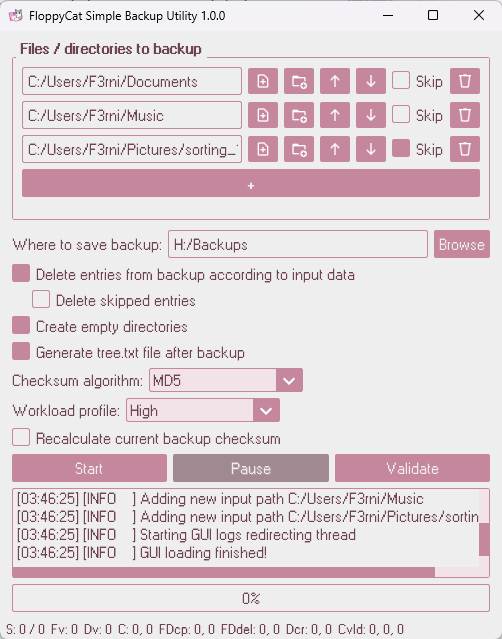 FloppyCat Simple Backup Utility 1.0.0
Files / directories to backup
C:/Users/F3rni/Documents Skip
C:/Users/F3rni/Music Skip
C:/Users/F3rni/Pictures/sorting_ Skip
+
Where to save backup: H:/Backups Browse
Delete entries from backup according to input data
Delete skipped entries
Create empty directories
Generate tree.txt file after backup
Checksum algorithm: MD5
Workload profile: High
Recalculate current backup checksum
Start Pause Validate
[03:46:25] [INFO ] Adding new input path C:/Users/F3rni/Music
[03:46:25] [INFO ] Adding new input path C:/Users/F3rni/Pictures/sortin
[03:46:25] [INFO ] Starting GUI logs redirecting thread
[03:46:25] [INFO ] GUI loading finished!
0%
S: 0 / 0 Fv: 0 Dv: 0 C: 0, 0 FDcp: 0, 0 FDdel: 0, 0 Dcr: 0, 0 Cvld: 0, 0, 0